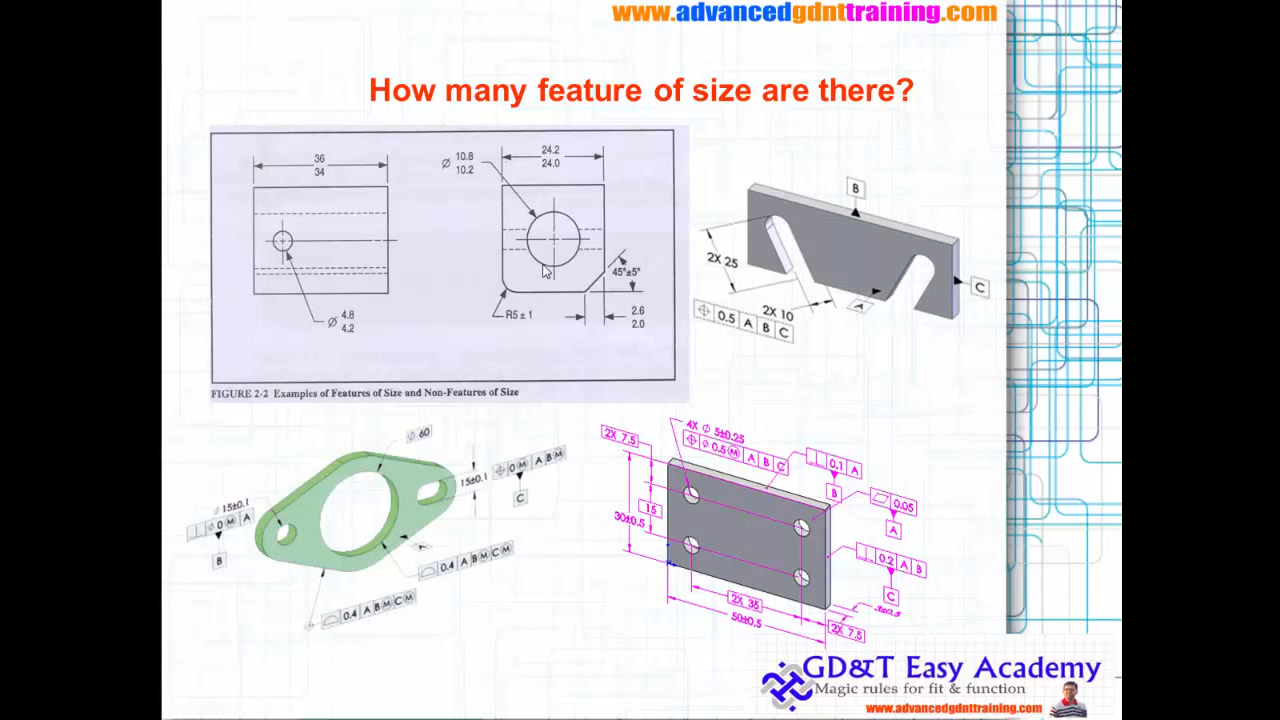 www.advancedgdnttraining.com
How many feature of size are there?
36
34
Ø 4.8
4.2
Ø 10.8
10.2
24.2
24.0
45°±5°
R5 ± 1
2.6
2.0
FIGURE 2-2 Examples of Features of Size and Non-Features of Size
B
C
A
2X 25
2X 10
⌖ 0.5 A B C
Ø 60
15±0.1
⌖ 0 Ⓜ A B Ⓜ
C
Ø 15±0.1
⟂ Ø 0 Ⓜ A
B
A
⌓ 0.4 A B Ⓜ C Ⓜ
⌓ 0.4 A B Ⓜ C Ⓜ
4X Ø 5±0.25
⌖ Ø 0.5 Ⓜ A B C
2X 7.5
⟂ 0.1 A
B
⏥ 0.05
A
15
30±0.5
⟂ 0.2 A B
C
2X 35
50±0.5
2X 7.5
GD&T Easy Academy
Magic rules for fit & function
www.advancedgdnttraining.com